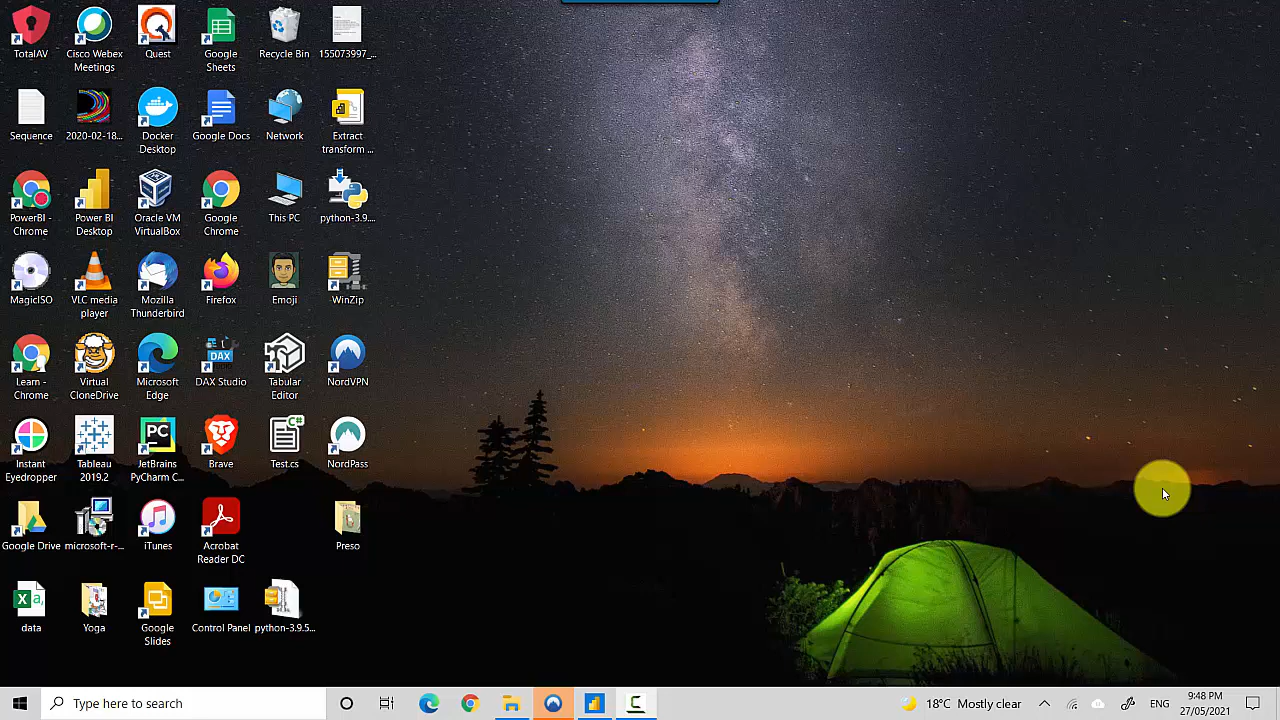 TotalAV
Cisco Webex
Meetings
Quest
Google
Sheets
Recycle Bin
155073997_...
Sequence
2020-02-18...
Docker
Desktop
Google Docs
Network
Extract
transform ...
PowerBI -
Chrome
Power BI
Desktop
Oracle VM
VirtualBox
Google
Chrome
This PC
python-3.9....
MagicISO
VLC media
player
Mozilla
Thunderbird
Firefox
Emoji
WinZip
Learn -
Chrome
Virtual
CloneDrive
Microsoft
Edge
DAX
DAX Studio
Tabular
Editor
NordVPN
Instant
Eyedropper
Tableau
2019.2
PC
JetBrains
PyCharm C...
Brave
C#
Test.cs
NordPass
Google Drive
microsoft-r-...
iTunes
Acrobat
Reader DC
Preso
data
Yoga
Google
Slides
Control Panel
python-3.9.5...
Type here to search
18°C Mostly clear
ENG
:48 PM
27/05/2021